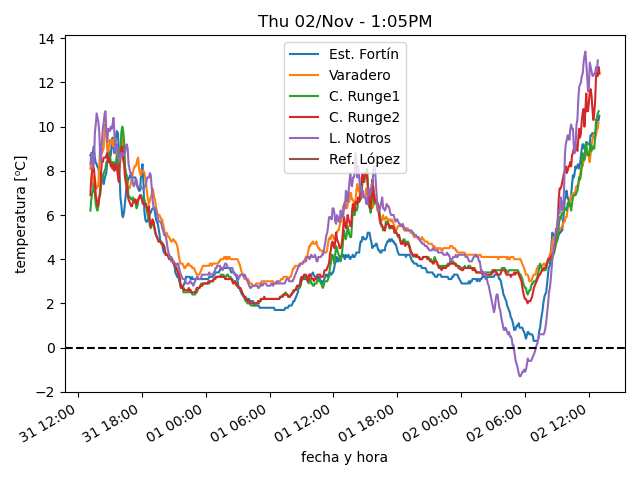 Thu 02/Nov - 1:05PM
Est. Fortín
Varadero
C. Runge1
C. Runge2
L. Notros
Ref. López
temperatura [°C]
14
12
10
8
6
4
2
0
−2
31 12:00
31 18:00
01 00:00
01 06:00
01 12:00
01 18:00
02 00:00
02 06:00
02 12:00
fecha y hora